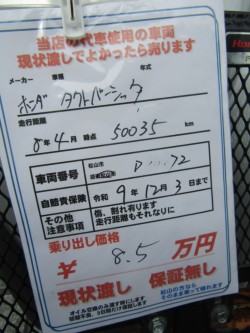 当店の代車使用の車両
現状渡しでよかったら売ります
メーカー 車種 年式
ホンダ タクトベーシック
走行距離
8年4月 時点 50035 km
車両番号 松山市 D 72
自賠責保険 令和 9年12月3日まで
その他
注意事項
傷、割れ有ります
走行距離もそれなりに
乗り出し価格
¥ 8.5 万円
現状渡し 保証無し